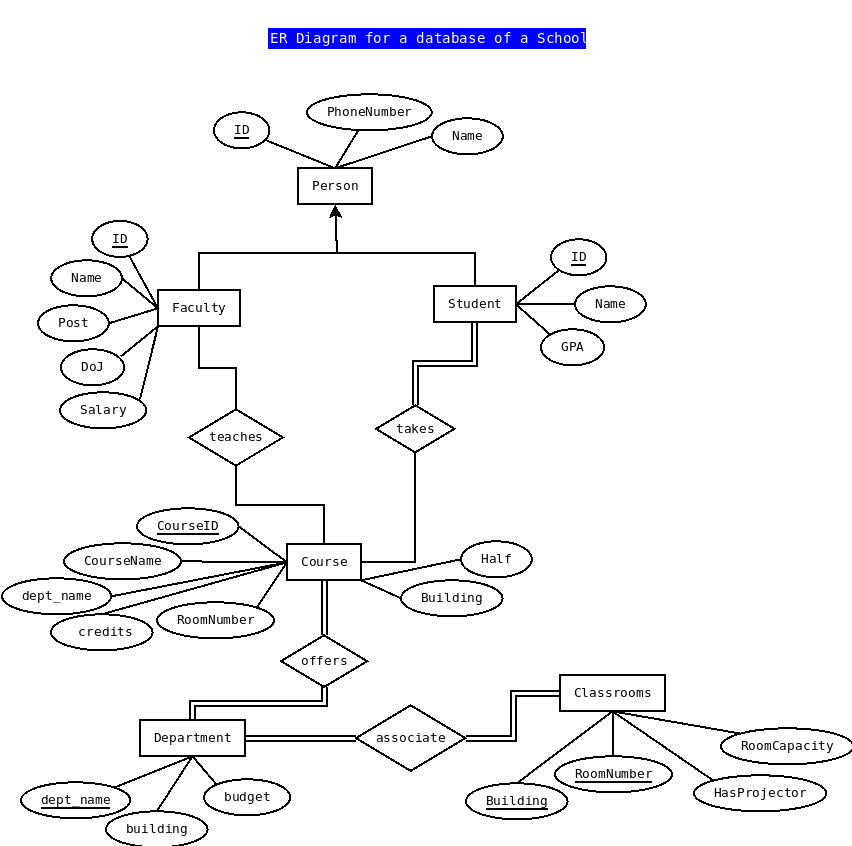 ER Diagram for a database of a School
PhoneNumber
ID
Name
Person
ID
ID
Name
Name
Student
Faculty
Post
GPA
DoJ
Salary
takes
teaches
CourseID
Half
CourseName
Course
dept_name
Building
RoomNumber
credits
offers
Classrooms
Department
associate
RoomCapacity
RoomNumber
HasProjector
budget
dept_name
Building
building